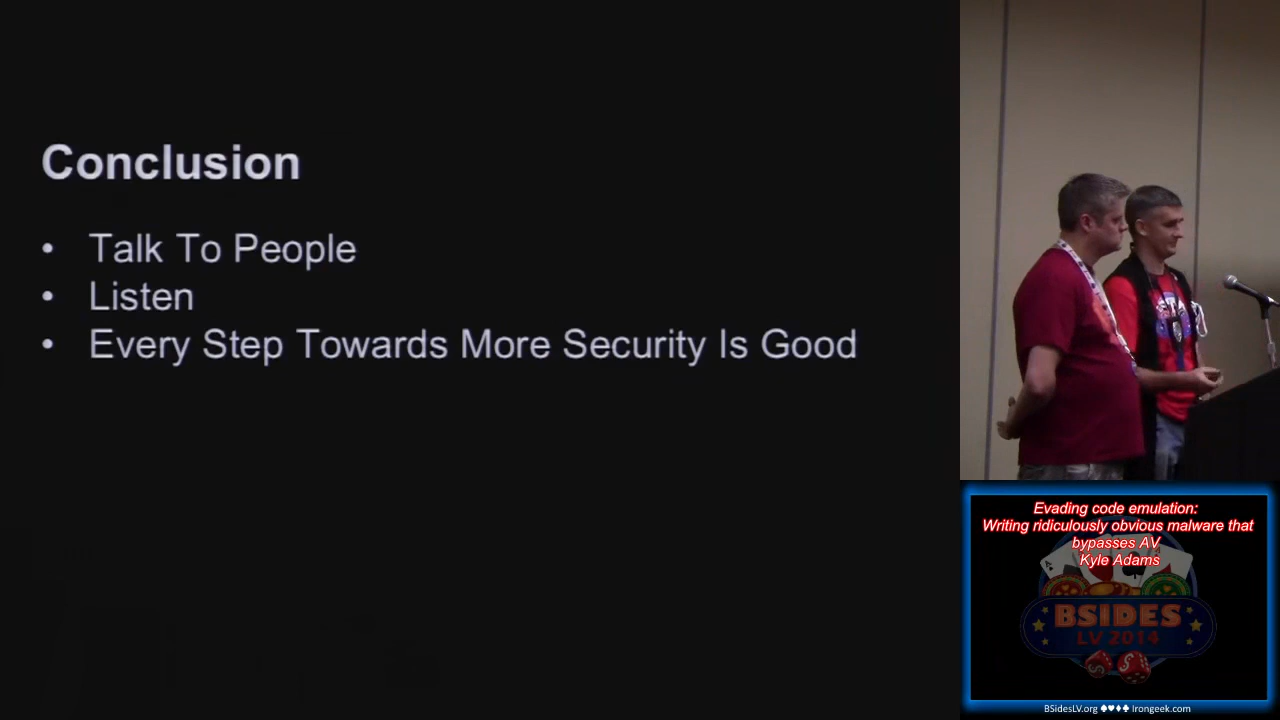 Conclusion
• Talk To People
• Listen
• Every Step Towards More Security Is Good
Evading code emulation:
Writing ridiculously obvious malware that
bypasses AV
Kyle Adams
BSIDES
LV 2014
BSidesLV.org ♠♥♦♣ Irongeek.com